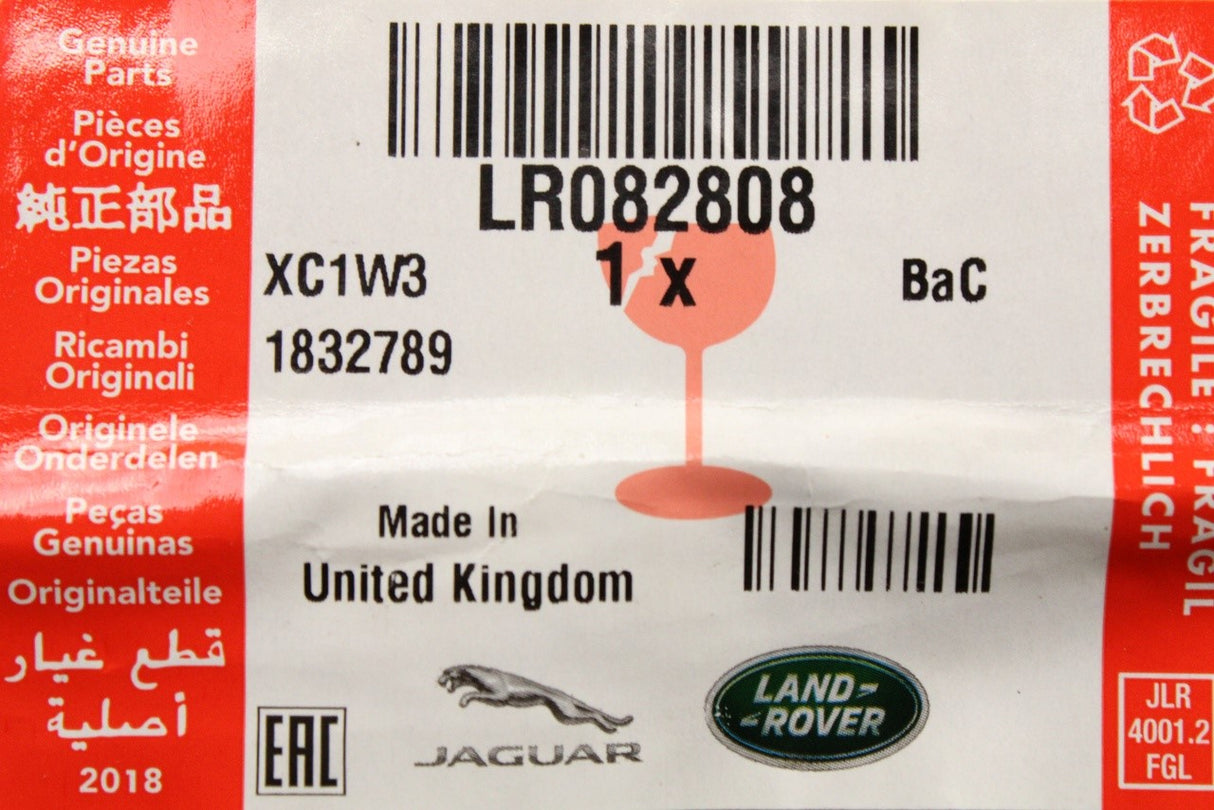 Genuine
Parts
Pièces
d'Origine
純正部品
Piezas
Originales
Ricambi
Originali
Originele
Onderdelen
Peças
Genuinas
Originalteile
قطع غيار
أصلية
2018
LR082808
XC1W3 1 x BaC
1832789
Made In
United Kingdom
EAC
JAGUAR
LAND-
-ROVER
FRAGILE : FRAGIL
ZERBRECHLICH
JLR
4001.2
FGL